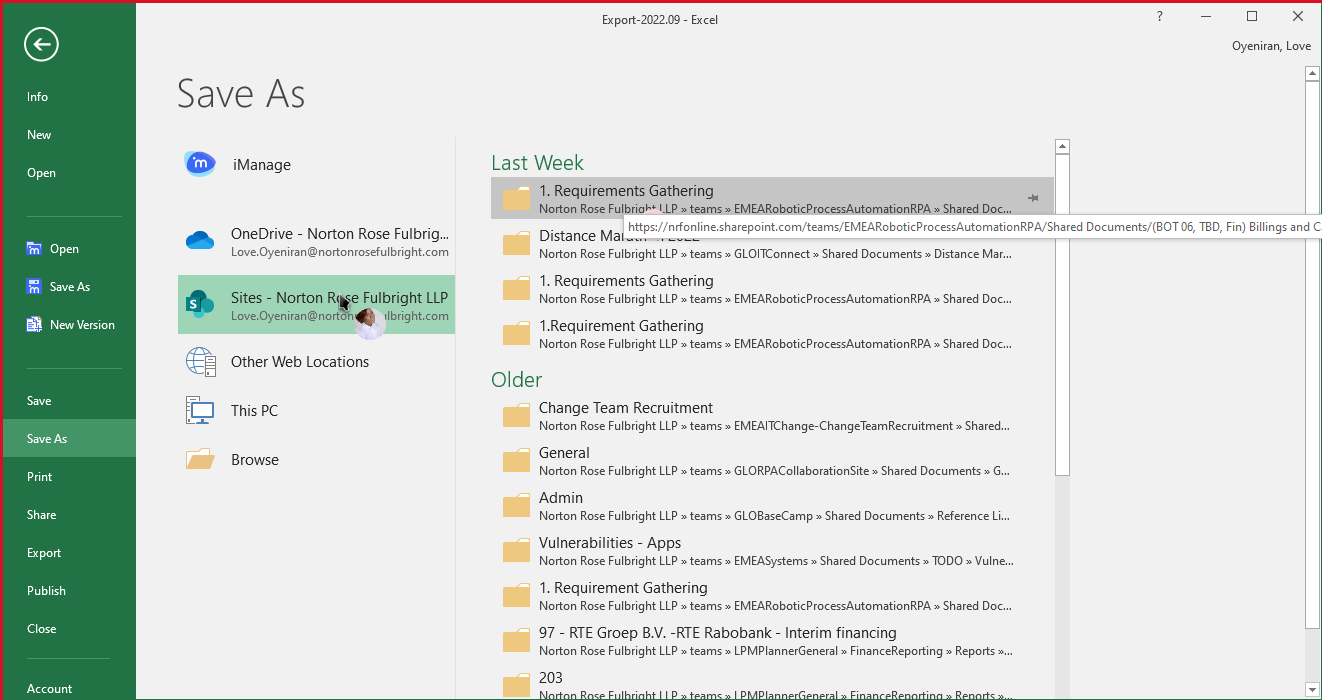 Export-2022.09 - Excel
?
Oyeniran, Love
Info
New
Open
Open
Save As
New Version
Save
Save As
Print
Share
Export
Publish
Close
Account
Save As
iManage
OneDrive - Norton Rose Fulbrig...
Love.Oyeniran@nortonrosefulbright.com
Sites - Norton Rose Fulbright LLP
Other Web Locations
This PC
Browse
Last Week
1. Requirements Gathering
Norton Rose Fulbright LLP » teams » EMEARoboticProcessAutomationRPA » Shared Doc...
https://nrfonline.sharepoint.com/teams/EMEARoboticProcessAutomationRPA/Shared Documents/(BOT 06, TBD, Fin) Billings and C
Distance 2022
Norton Rose Fulbright LLP » teams » GLOITConnect » Shared Documents » Distance Mar...
1. Requirements Gathering
Norton Rose Fulbright LLP » teams » EMEARoboticProcessAutomationRPA » Shared Doc...
1.Requirement Gathering
Norton Rose Fulbright LLP » teams » EMEARoboticProcessAutomationRPA » Shared Doc...
Older
Change Team Recruitment
Norton Rose Fulbright LLP » teams » EMEAITChange-ChangeTeamRecruitment » Shared...
General
Norton Rose Fulbright LLP » teams » GLORPACollaborationSite » Shared Documents » G...
Admin
Norton Rose Fulbright LLP » teams » GLOBaseCamp » Shared Documents » Reference Li...
Vulnerabilities - Apps
Norton Rose Fulbright LLP » teams » EMEASystems » Shared Documents » TODO » Vulne...
1. Requirement Gathering
Norton Rose Fulbright LLP » teams » EMEARoboticProcessAutomationRPA » Shared Doc...
97 - RTE Groep B.V. -RTE Rabobank - Interim financing
Norton Rose Fulbright LLP » LPMPlannerGeneral » FinanceReporting » Reports »...
203
Norton Rose Fulbright LLP » teams » LPMPlannerGeneral » FinanceReporting » Reports »...